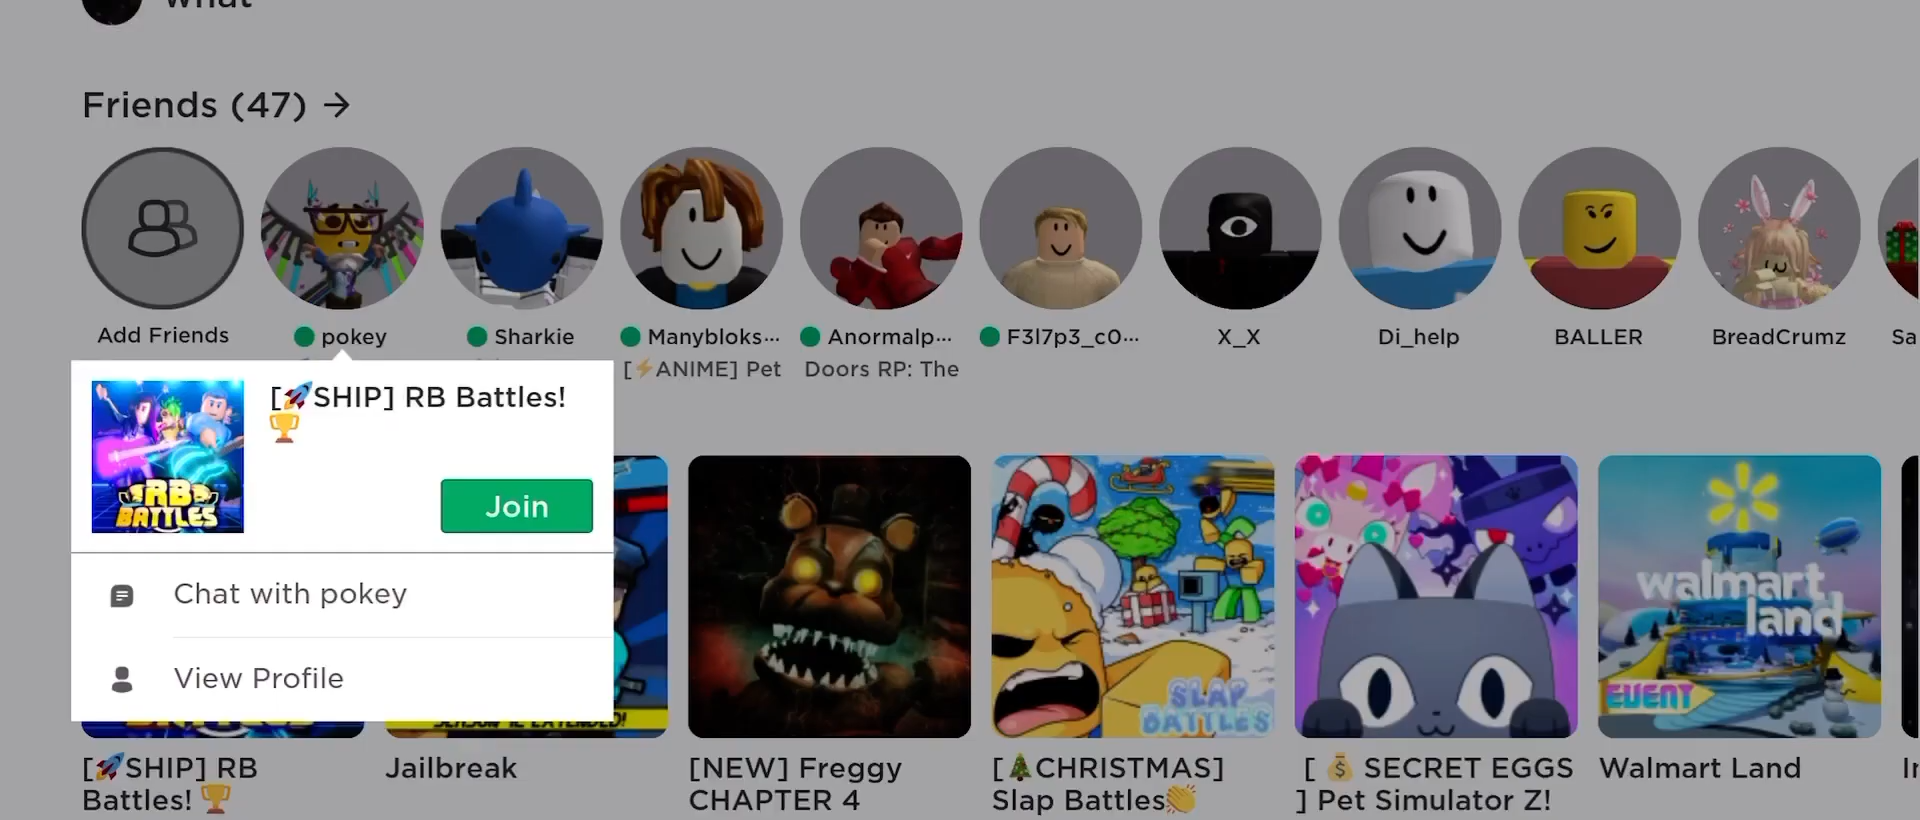 what
Friends (47) →
Add Friends
pokey
Sharkie
Manybloks...
Anormalp...
F3l7p3_c0...
X_X
Di_help
BALLER
BreadCrumz
Sa
[⚡ANIME] Pet
Doors RP: The
[🚀SHIP] RB Battles!
🏆
RB
BATTLES
Join
Chat with pokey
View Profile
SLAP
BATTLES
walmart
land
EVENT
[🚀SHIP] RB
Battles! 🏆
Jailbreak
[NEW] Freggy
CHAPTER 4
[🎄CHRISTMAS]
Slap Battles👏
[ 💰 SECRET EGGS
] Pet Simulator Z!
Walmart Land